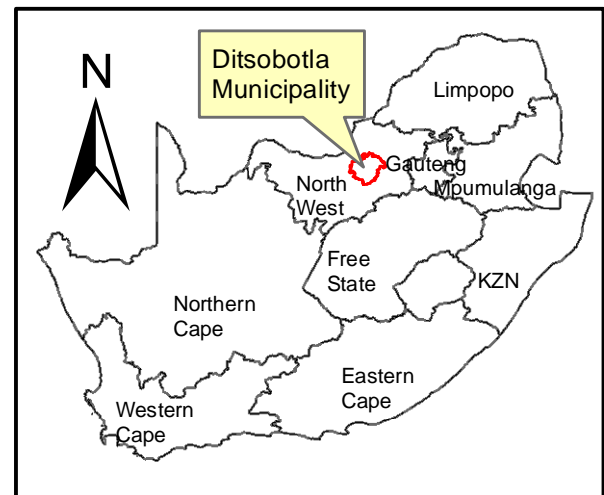 Ditsobotla
Municipality
N
Limpopo
Gauteng
Mpumulanga
North
West
Free
State
KZN
Northern
Cape
Eastern
Cape
Western
Cape